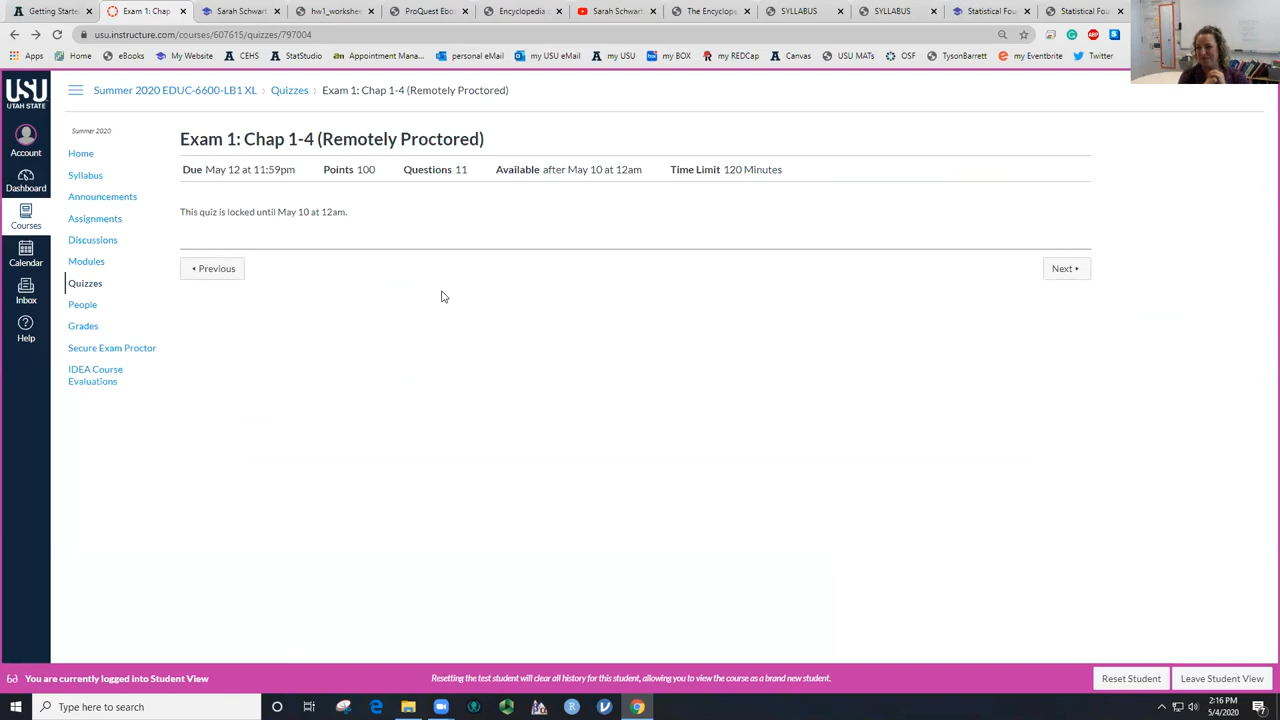 Getting Starte
Exam 1: Chap
Sarah Schwart
hw1_schwartz
ProQuest Ebo
Encyclopedia
Sarah Schwart
The Encyclope
SYLLABUS
SYLLABUS
Statistical Fou
Statistical Fou
usu.instructure.com/courses/607615/quizzes/797004
Apps
Home
eBooks
My Website
CEHS
StatStudio
Appointment Mana...
personal eMail
my USU eMail
my USU
my BOX
my REDCap
Canvas
USU MATs
OSF
TysonBarrett
my Eventbrite
Twitter
USU
UTAH STATE
Account
Dashboard
Courses
Calendar
Inbox
Help
Summer 2020 EDUC-6600-LB1 XL › Quizzes › Exam 1: Chap 1-4 (Remotely Proctored)
Summer 2020
Home
Syllabus
Announcements
Assignments
Discussions
Modules
Quizzes
People
Grades
Secure Exam Proctor
IDEA Course
Evaluations
Exam 1: Chap 1-4 (Remotely Proctored)
Due May 12 at 11:59pm Points 100 Questions 11 Available after May 10 at 12am Time Limit 120 Minutes
This quiz is locked until May 10 at 12am.
Previous
Next
You are currently logged into Student View
Resetting the test student will clear all history for this student, allowing you to view the course as a brand new student.
Reset Student
Leave Student View
Type here to search
2:16 PM
5/4/2020